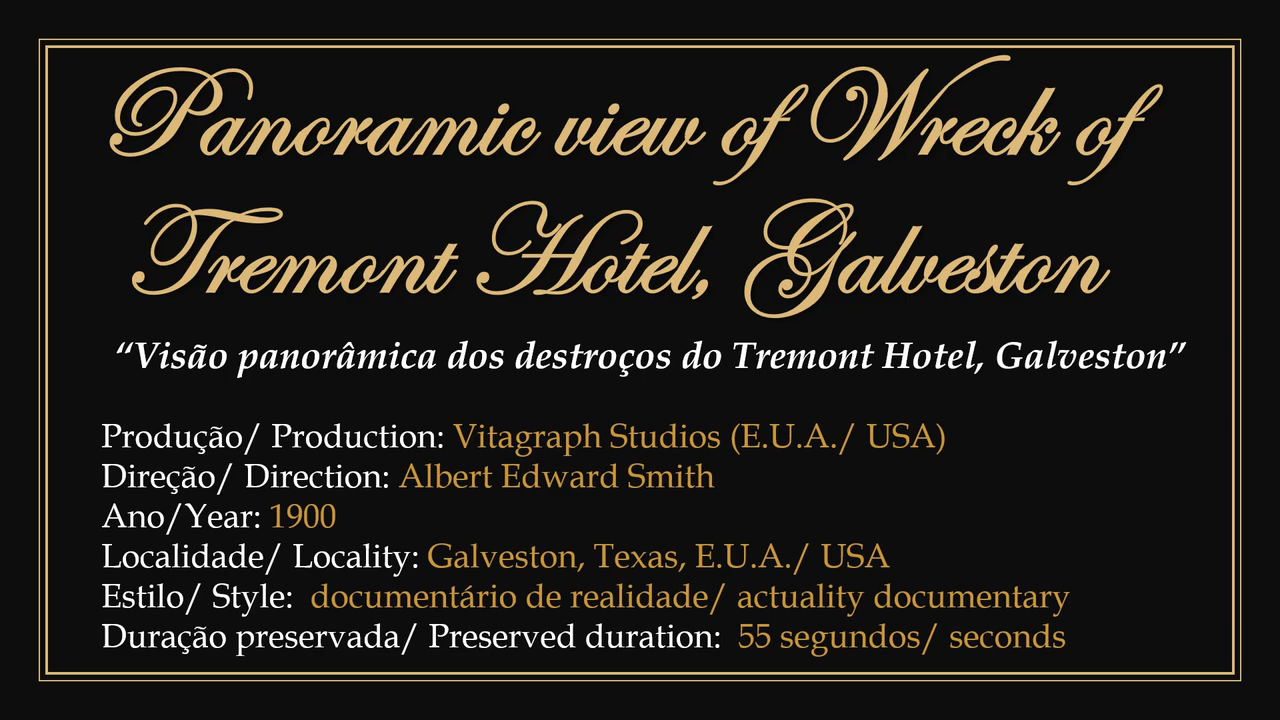 Panoramic view of Wreck of
Tremont Hotel, Galveston
“Visão panorâmica dos destroços do Tremont Hotel, Galveston”
Produção/ Production: Vitagraph Studios (E.U.A./ USA)
Direção/ Direction: Albert Edward Smith
Ano/Year: 1900
Localidade/ Locality: Galveston, Texas, E.U.A./ USA
Estilo/ Style: documentário de realidade/ actuality documentary
Duração preservada/ Preserved duration: 55 segundos/ seconds